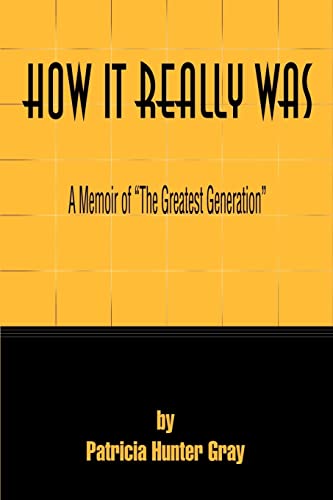 HOW IT REALLY WAS
A Memoir of “The Greatest Generation”
by
Patricia Hunter Gray